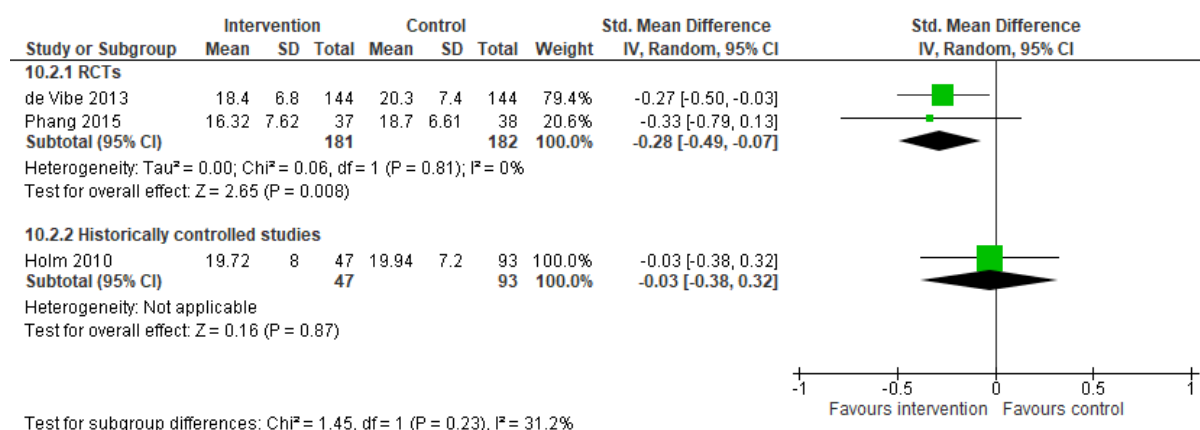 Intervention Control Std. Mean Difference Std. Mean Difference
Study or Subgroup Mean SD Total Mean SD Total Weight IV, Random, 95% CI IV, Random, 95% CI
10.2.1 RCTs
de Vibe 2013 18.4 6.8 144 20.3 7.4 144 79.4% -0.27 [-0.50, -0.03]
Phang 2015 16.32 7.62 37 18.7 6.61 38 20.6% -0.33 [-0.79, 0.13]
Subtotal (95% CI) 181 182 100.0% -0.28 [-0.49, -0.07]
Heterogeneity: Tau² = 0.00; Chi² = 0.06, df = 1 (P = 0.81); I² = 0%
Test for overall effect: Z = 2.65 (P = 0.008)
10.2.2 Historically controlled studies
Holm 2010 19.72 8 47 19.94 7.2 93 100.0% -0.03 [-0.38, 0.32]
Subtotal (95% CI) 47 93 100.0% -0.03 [-0.38, 0.32]
Heterogeneity: Not applicable
Test for overall effect: Z = 0.16 (P = 0.87)
-1 -0.5 0 0.5 1
Favours intervention Favours control
Test for subgroup differences: Chi² = 1.45, df = 1 (P = 0.23), I² = 31.2%